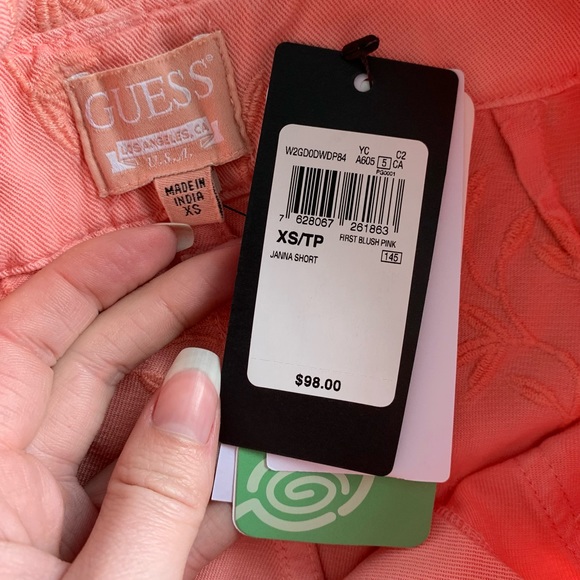 GUESS®
LOS ANGELES, CA
U.S.A.
MADE IN
INDIA
XS
W2GD0DWDP84 YC C2
A605 5 CA
PG0001
7 628067 261863
XS/TP FIRST BLUSH PINK
JANNA SHORT 145
$98.00